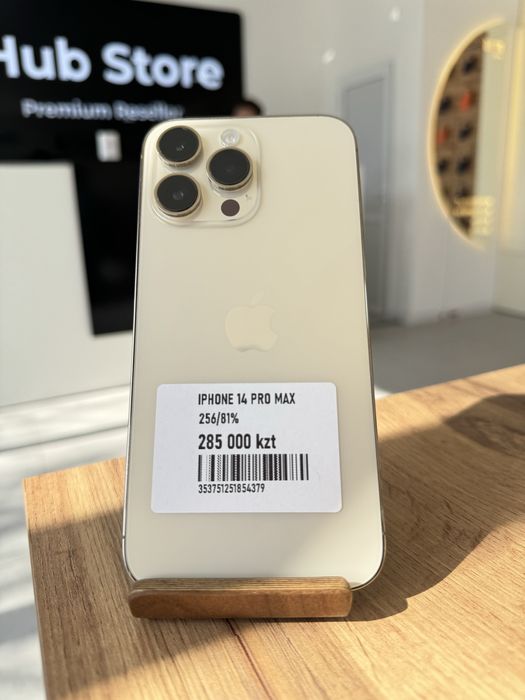 Hub Store
Premium Reseller
IPHONE 14 PRO MAX
256/81%
285 000 kzt
353751251854379